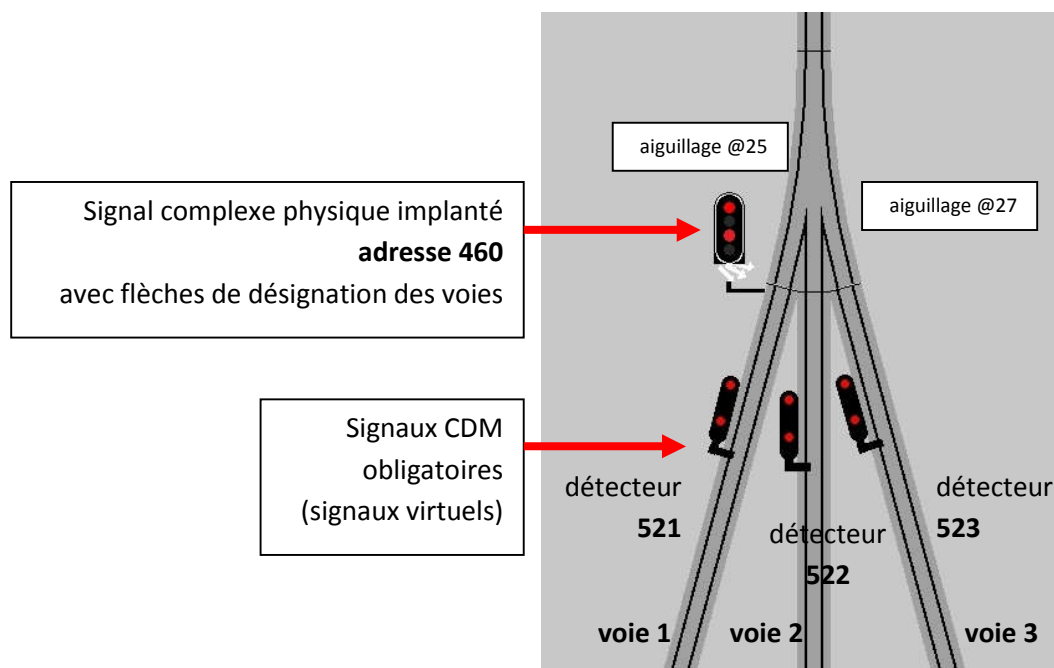 aiguillage @25
Signal complexe physique implanté
adresse 460
avec flèches de désignation des voies
aiguillage @27
Signaux CDM
obligatoires
(signaux virtuels)
détecteur
521
détecteur
522
détecteur
523
voie 1
voie 2
voie 3